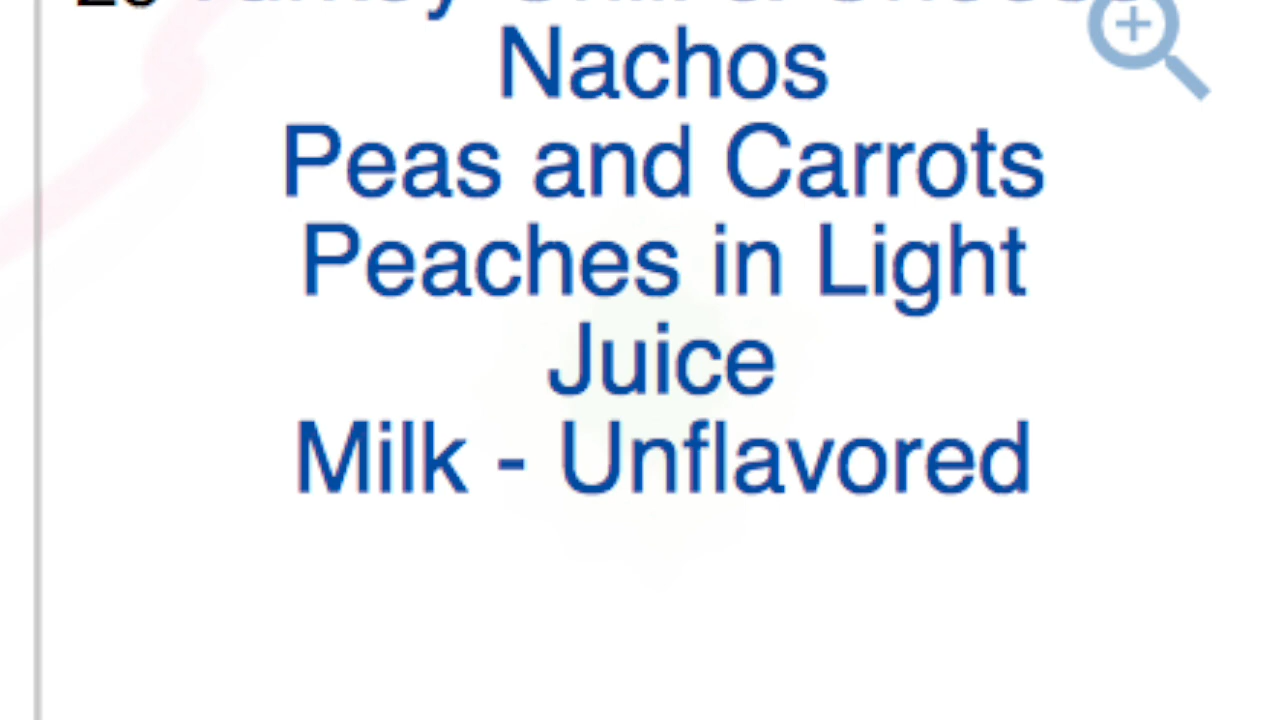 Nachos
Peas and Carrots
Peaches in Light
Juice
Milk - Unflavored